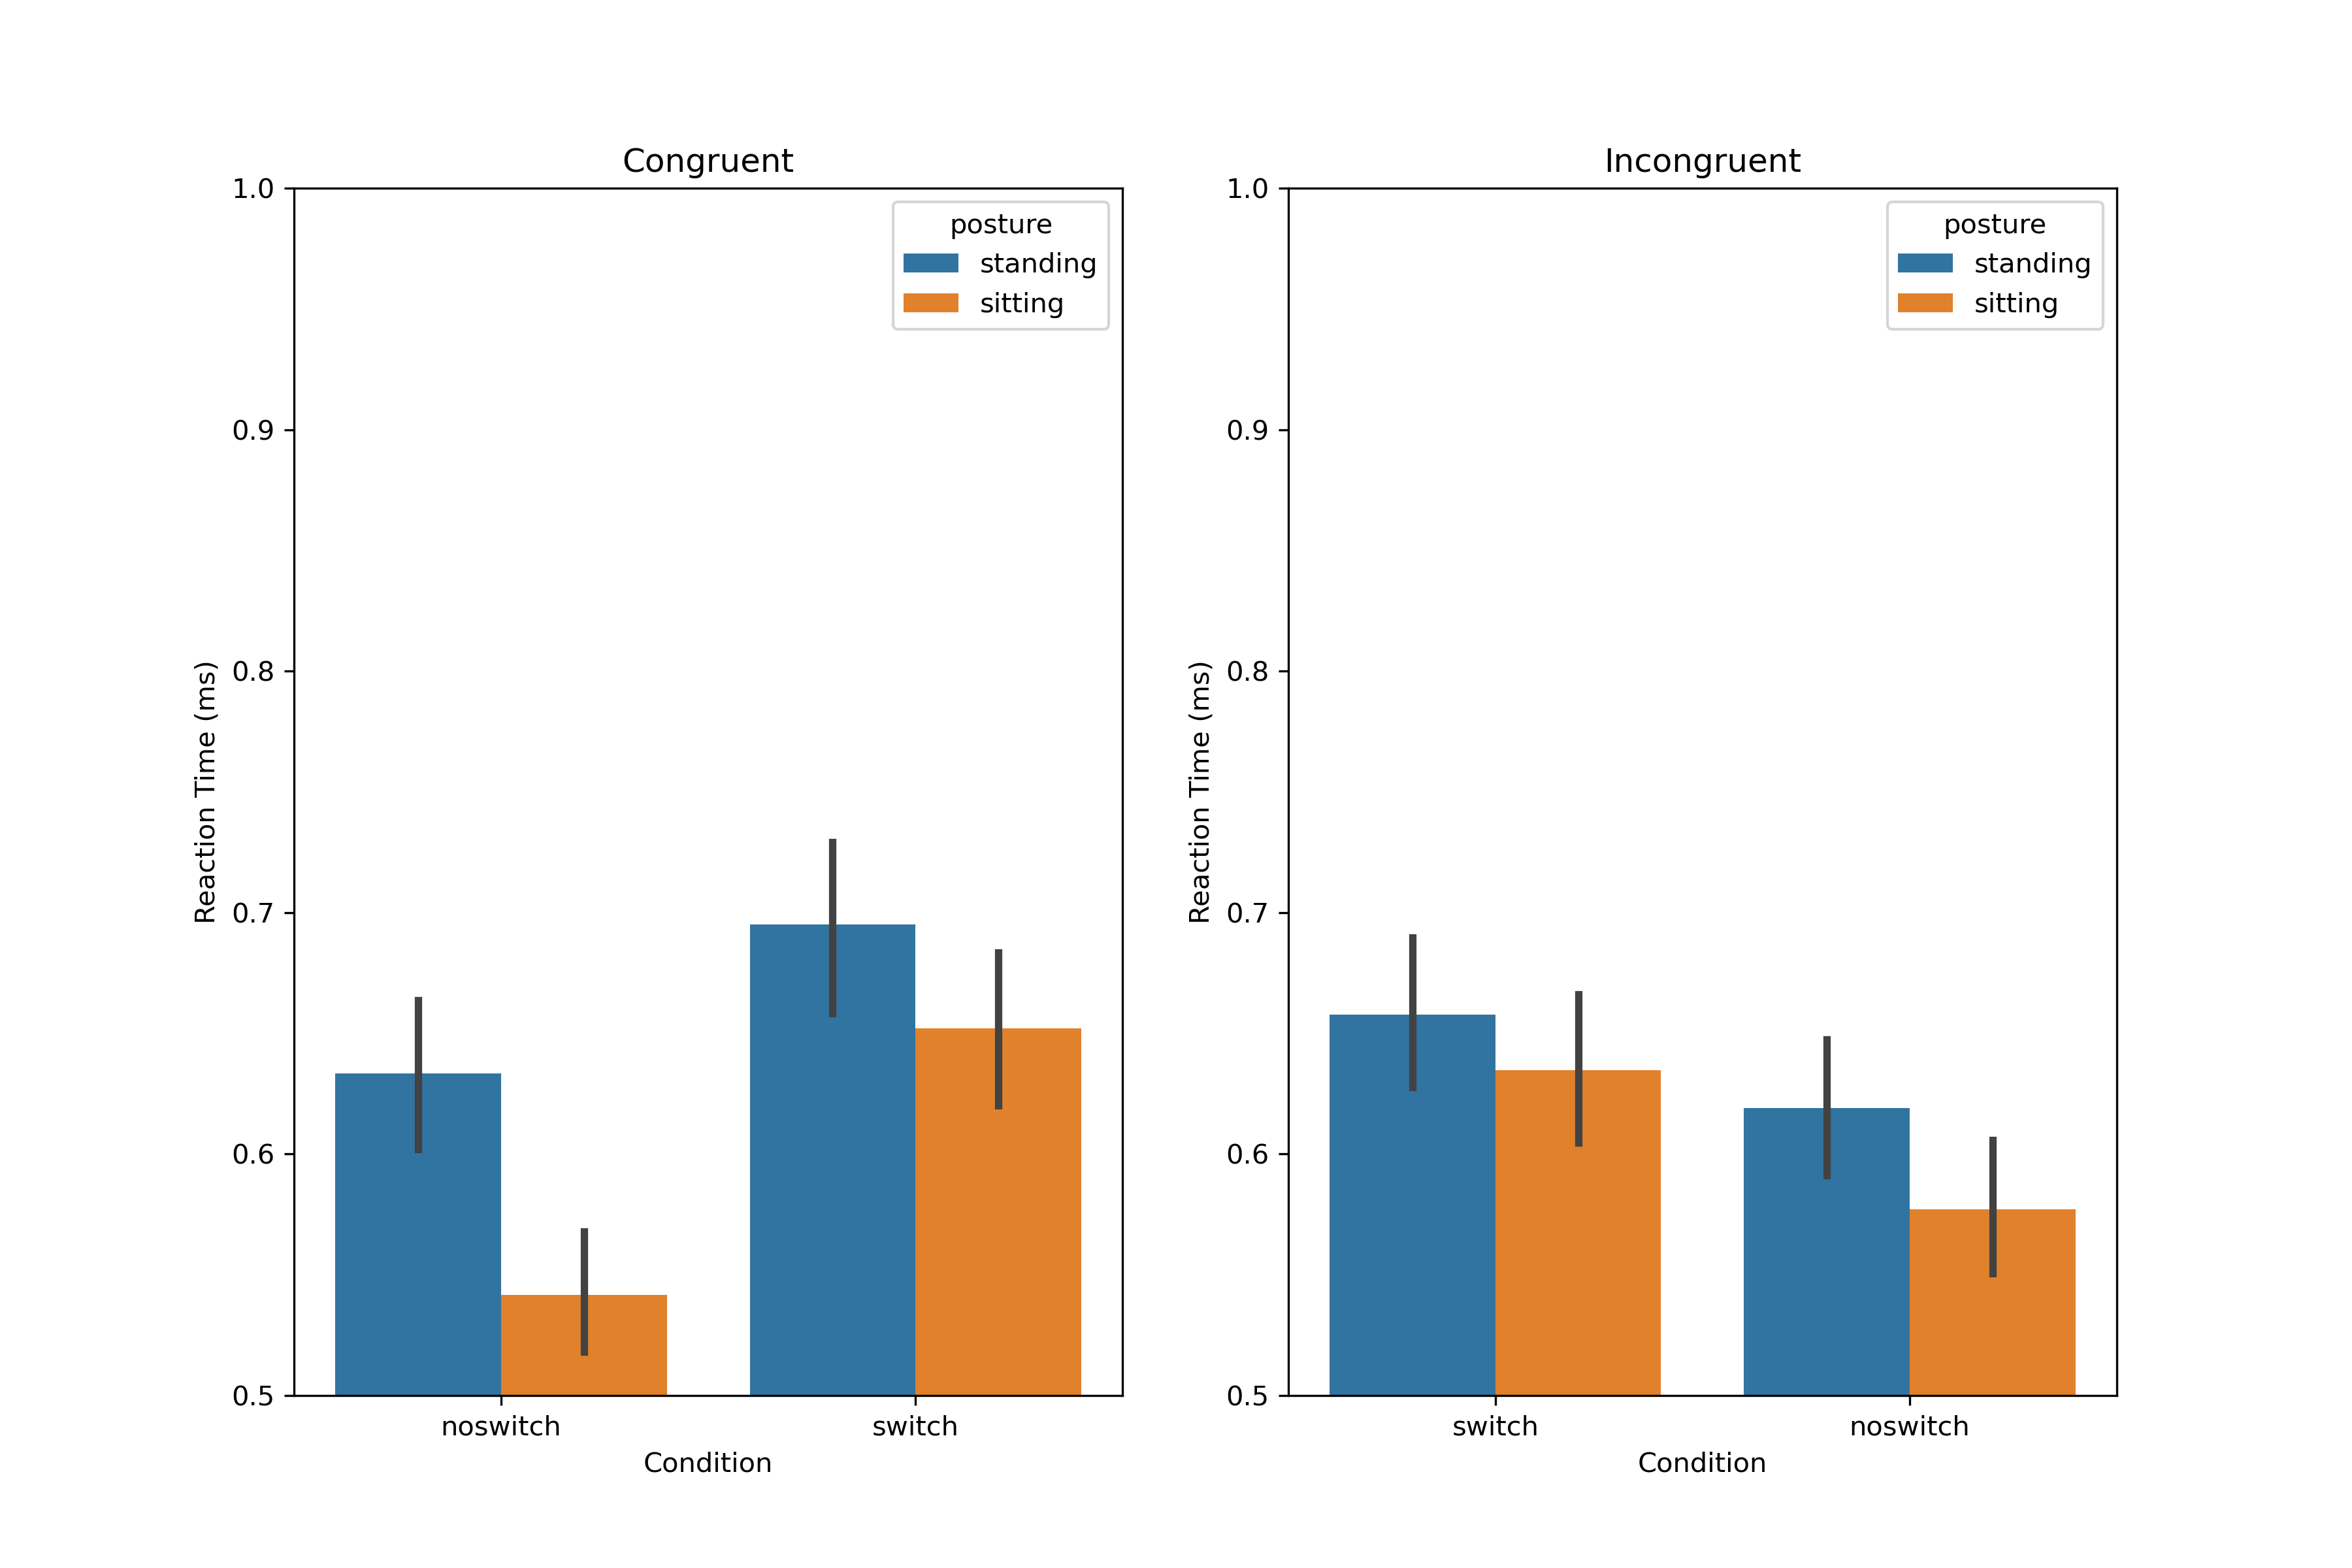 Congruent
1.0
0.9
0.8
0.7
0.6
0.5
Reaction Time (ms)
posture
standing
sitting
noswitch
switch
Condition
Incongruent
1.0
0.9
0.8
0.7
0.6
0.5
Reaction Time (ms)
posture
standing
sitting
switch
noswitch
Condition